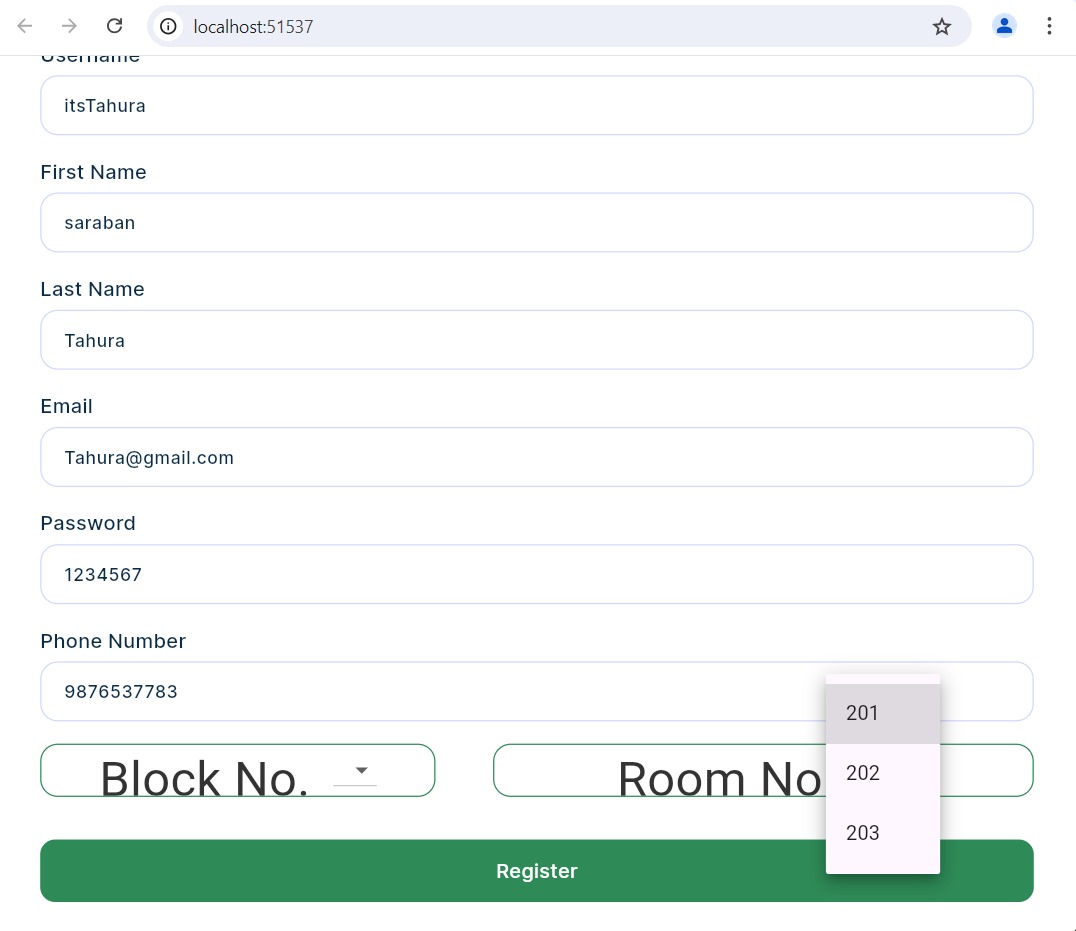 localhost:51537
Username
itsTahura
First Name
saraban
Last Name
Tahura
Email
Tahura@gmail.com
Password
1234567
Phone Number
9876537783
Block No.
Room No
201
202
203
Register